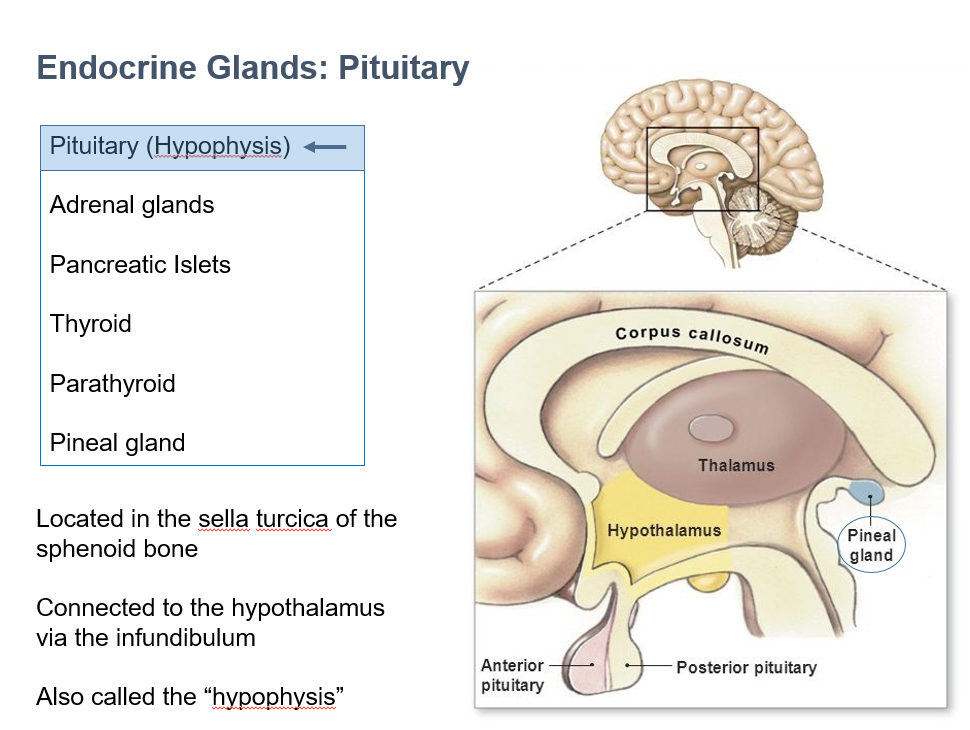 Endocrine Glands: Pituitary
Pituitary (Hypophysis)
Adrenal glands
Pancreatic Islets
Thyroid
Parathyroid
Pineal gland
Located in the sella turcica of the
sphenoid bone
Connected to the hypothalamus
via the infundibulum
Also called the “hypophysis”
Corpus callosum
Thalamus
Hypothalamus
Pineal
gland
Anterior
pituitary
Posterior pituitary